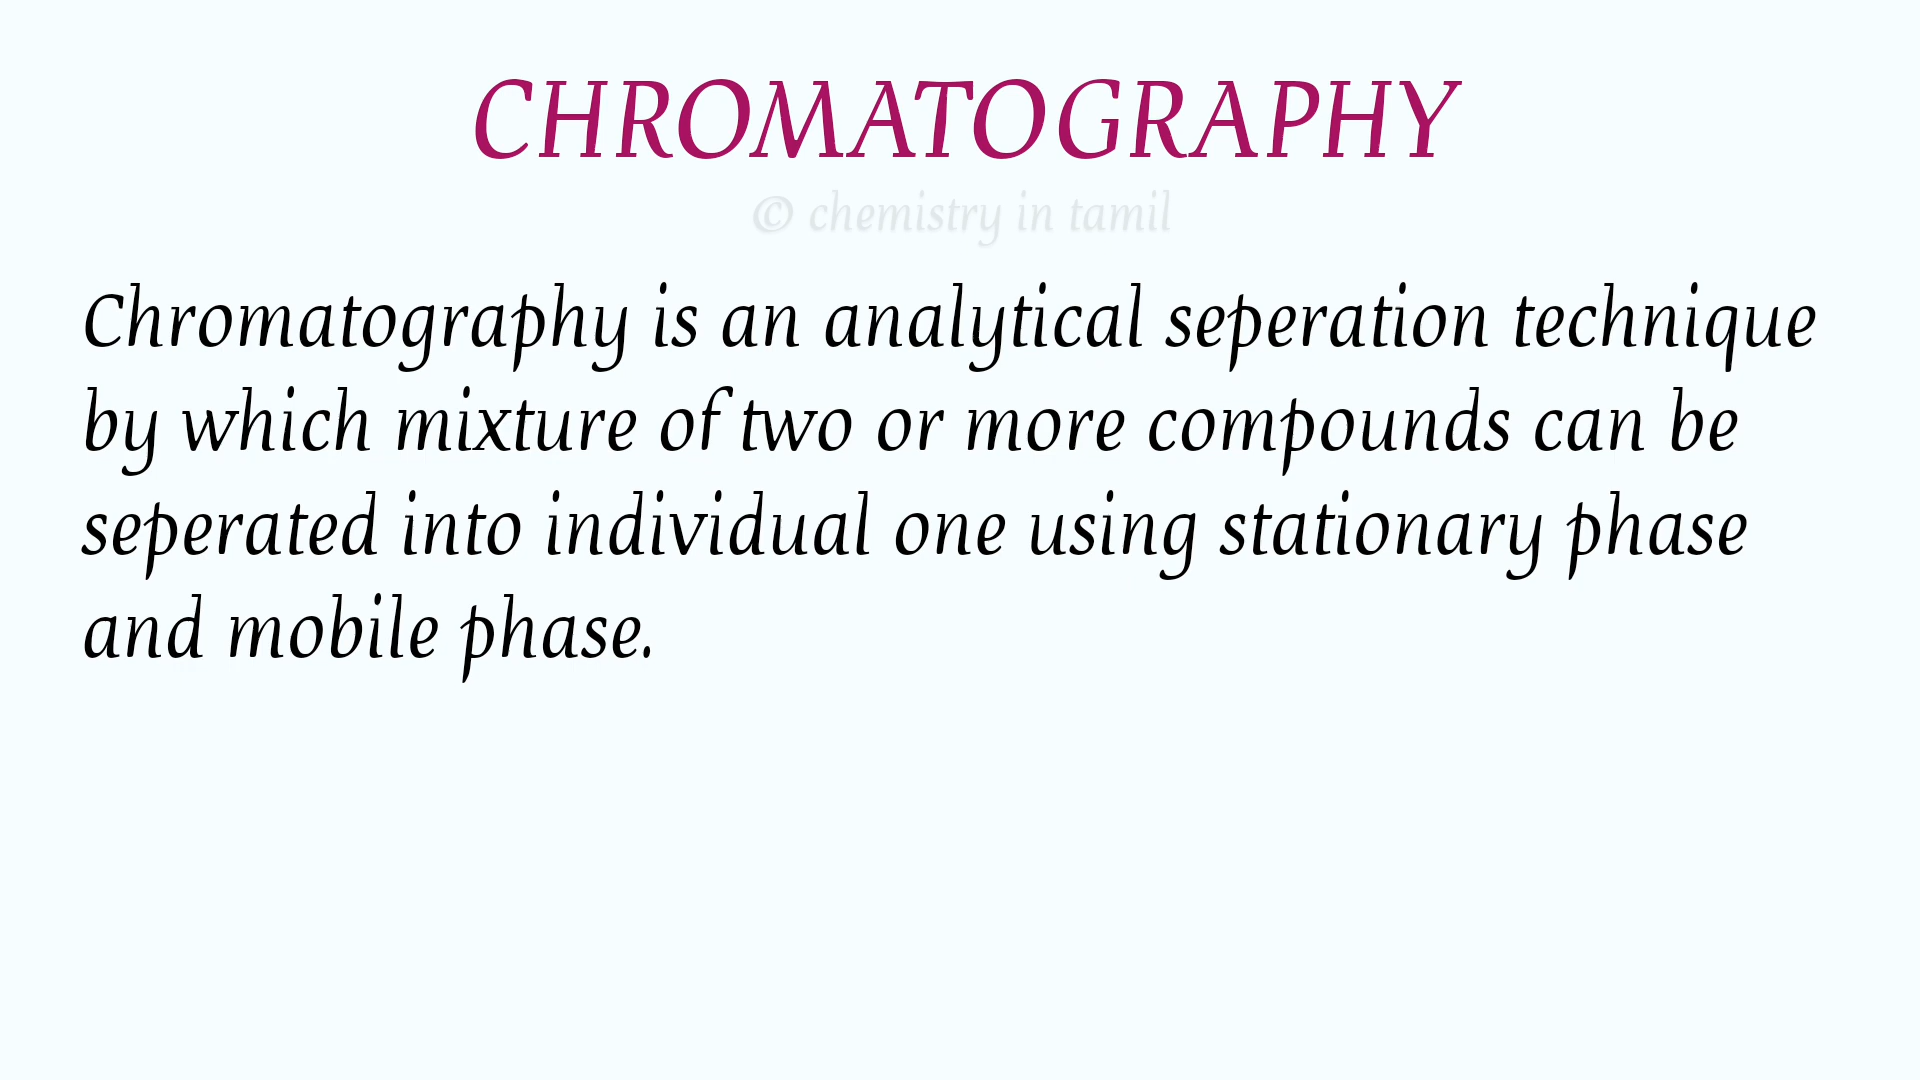 CHROMATOGRAPHY
© chemistry in tamil
Chromatography is an analytical seperation technique
by which mixture of two or more compounds can be
seperated into individual one using stationary phase
and mobile phase.